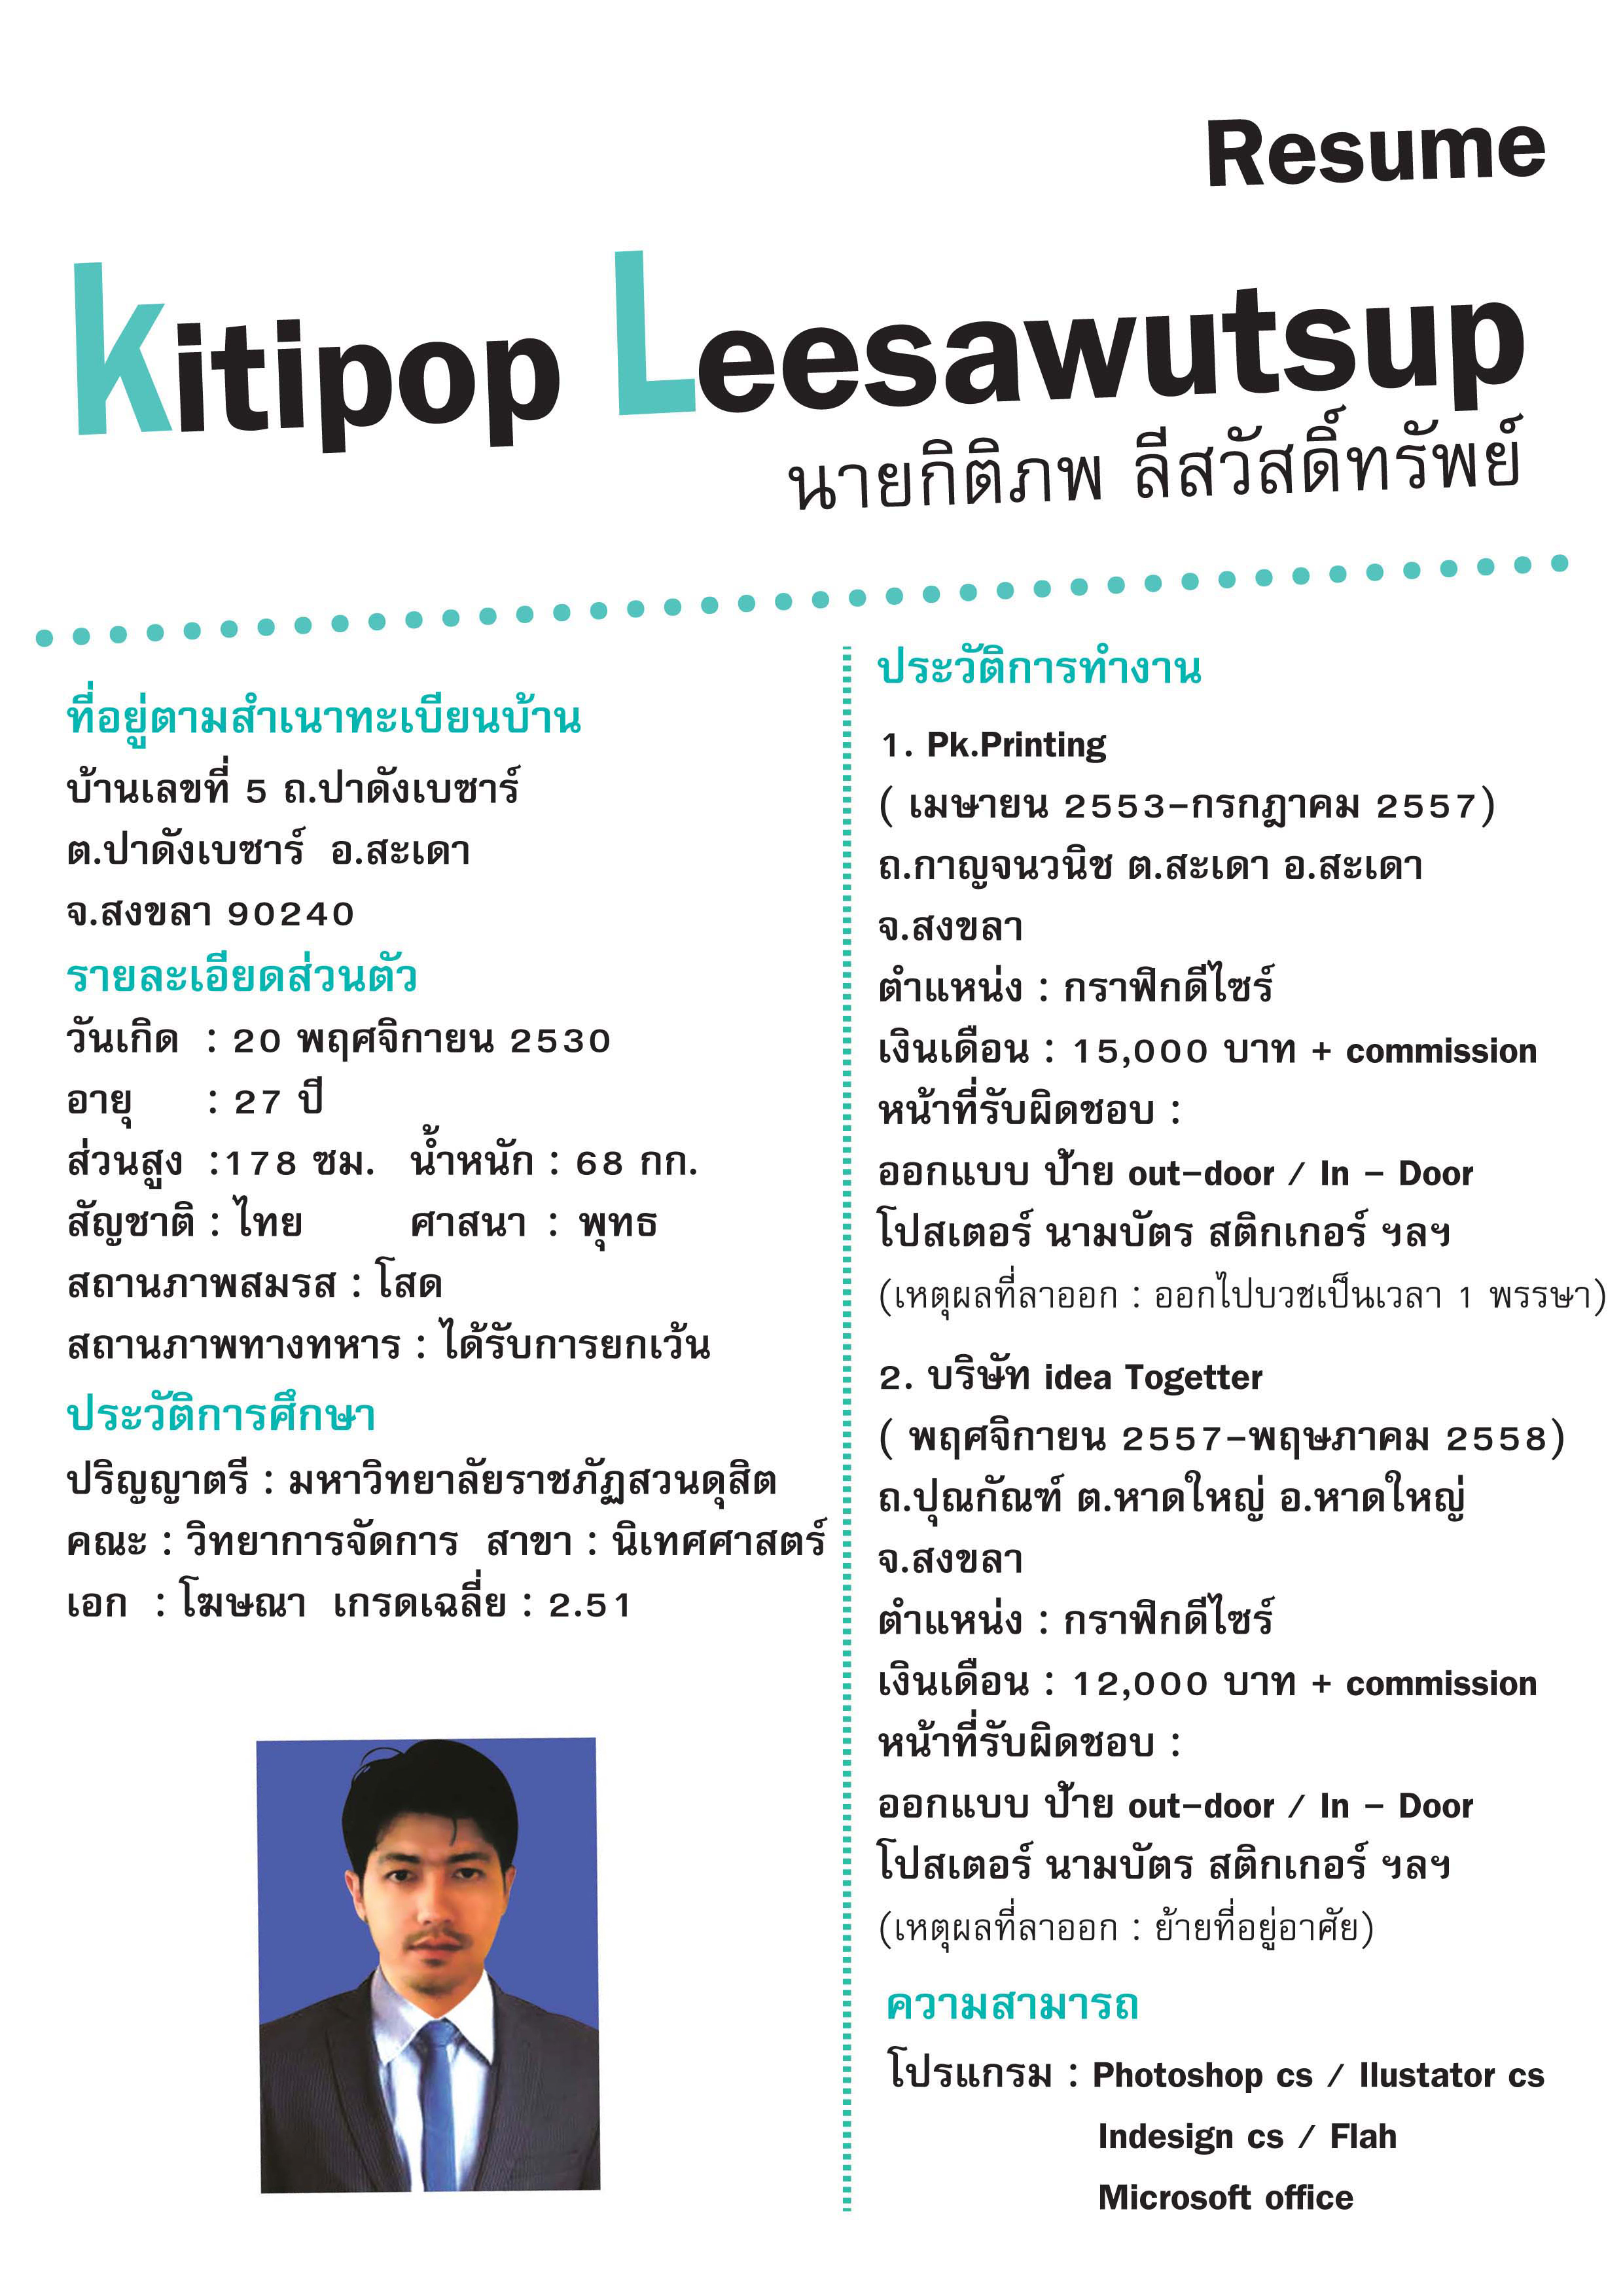 Resume
kitipop Leesawutsup
นายกิติภพ ลีสวัสดิ์ทรัพย์
ที่อยู่ตามสำเนาทะเบียนบ้าน
บ้านเลขที่ 5 ถ.ปาดังเบซาร์
ต.ปาดังเบซาร์ อ.สะเดา
จ.สงขลา 90240
รายละเอียดส่วนตัว
วันเกิด : 20 พฤศจิกายน 2530
อายุ : 27 ปี
ส่วนสูง :178 ซม. น้ำหนัก : 68 กก.
สัญชาติ : ไทย ศาสนา : พุทธ
สถานภาพสมรส : โสด
สถานภาพทางทหาร : ได้รับการยกเว้น
ประวัติการศึกษา
ปริญญาตรี : มหาวิทยาลัยราชภัฏสวนดุสิต
คณะ : วิทยาการจัดการ สาขา : นิเทศศาสตร์
เอก : โฆษณา เกรดเฉลี่ย : 2.51
ประวัติการทำงาน
1. Pk.Printing
( เมษายน 2553-กรกฎาคม 2557)
ถ.กาญจนวนิช ต.สะเดา อ.สะเดา
จ.สงขลา
ตำแหน่ง : กราฟิกดีไซร์
เงินเดือน : 15,000 บาท + commission
หน้าที่รับผิดชอบ :
ออกแบบ ป้าย out-door / In - Door
โปสเตอร์ นามบัตร สติกเกอร์ ฯลฯ
(เหตุผลที่ลาออก : ออกไปบวชเป็นเวลา 1 พรรษา)
2. บริษัท idea Togetter
( พฤศจิกายน 2557-พฤษภาคม 2558)
ถ.ปุณกัณฑ์ ต.หาดใหญ่ อ.หาดใหญ่
จ.สงขลา
ตำแหน่ง : กราฟิกดีไซร์
เงินเดือน : 12,000 บาท + commission
หน้าที่รับผิดชอบ :
ออกแบบ ป้าย out-door / In - Door
โปสเตอร์ นามบัตร สติกเกอร์ ฯลฯ
(เหตุผลที่ลาออก : ย้ายที่อยู่อาศัย)
ความสามารถ
โปรแกรม : Photoshop cs / Ilustator cs
Indesign cs / Flah
Microsoft office